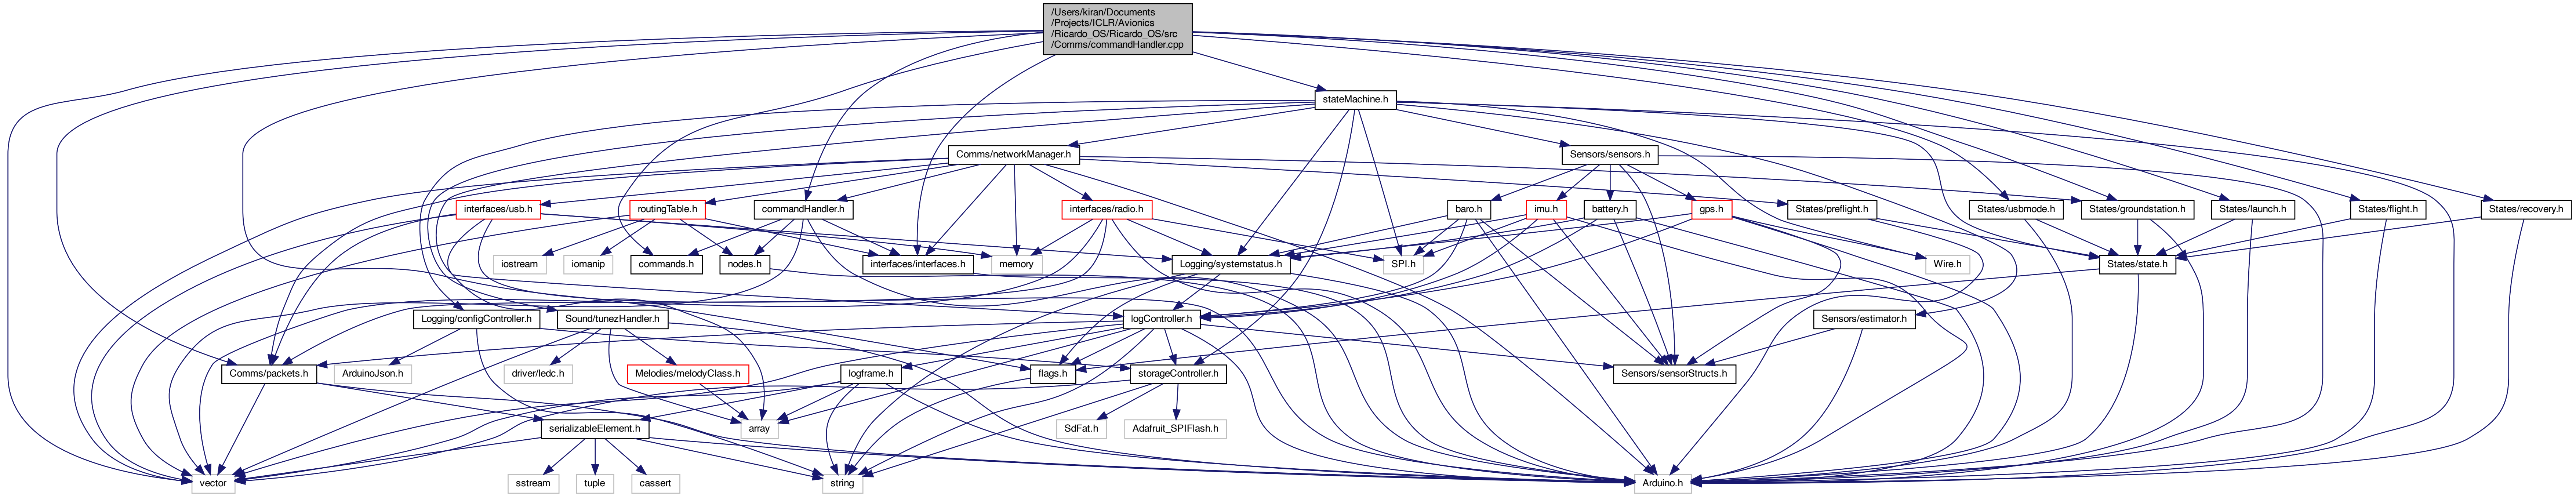 /Users/kiran/Documents
/Projects/ICLR/Avionics
/Ricardo_OS/Ricardo_OS/src
/Comms/commandHandler.cpp
stateMachine.h
Comms/networkManager.h
Sensors/sensors.h
interfaces/usb.h
routingTable.h
commandHandler.h
interfaces/radio.h
baro.h
imu.h
battery.h
gps.h
States/preflight.h
States/usbmode.h
States/groundstation.h
States/launch.h
States/flight.h
States/recovery.h
iostream
iomanip
commands.h
nodes.h
interfaces/interfaces.h
memory
Logging/systemstatus.h
SPI.h
Wire.h
States/state.h
Logging/configController.h
Sound/tunezHandler.h
logController.h
Sensors/estimator.h
Comms/packets.h
ArduinoJson.h
driver/ledc.h
Melodies/melodyClass.h
logframe.h
flags.h
storageController.h
Sensors/sensorStructs.h
serializableElement.h
array
SdFat.h
Adafruit_SPIFlash.h
vector
sstream
tuple
cassert
string
Arduino.h